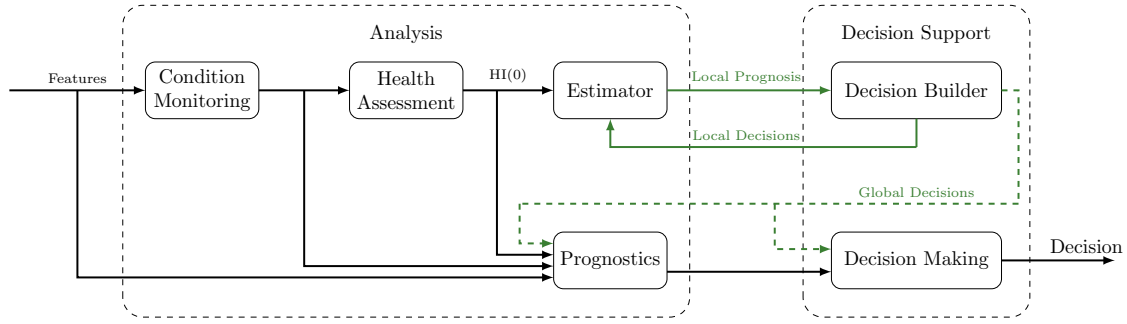 Analysis
Decision Support
Features
Condition
Monitoring
Health
Assessment
HI(0)
Estimator
Local Prognosis
Decision Builder
Local Decisions
Global Decisions
Prognostics
Decision Making
Decision